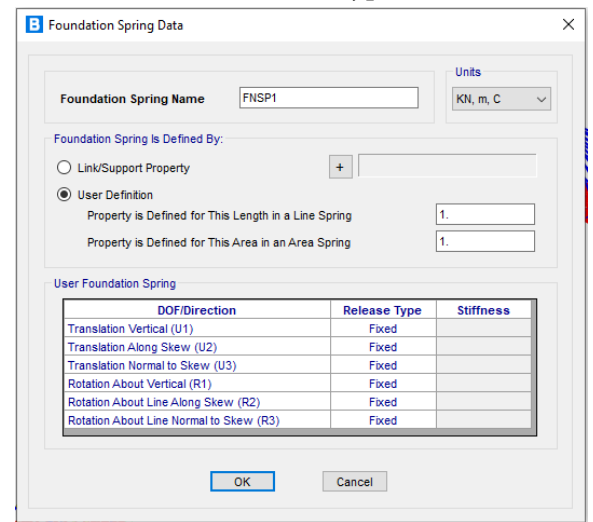 B Foundation Spring Data
Units
Foundation Spring Name FNSP1 KN, m, C
Foundation Spring Is Defined By:
Link/Support Property +
User Definition
Property is Defined for This Length in a Line Spring 1.
Property is Defined for This Area in an Area Spring 1.
User Foundation Spring
DOF/Direction Release Type Stiffness
Translation Vertical (U1) Fixed
Translation Along Skew (U2) Fixed
Translation Normal to Skew (U3) Fixed
Rotation About Vertical (R1) Fixed
Rotation About Line Along Skew (R2) Fixed
Rotation About Line Normal to Skew (R3) Fixed
OK Cancel